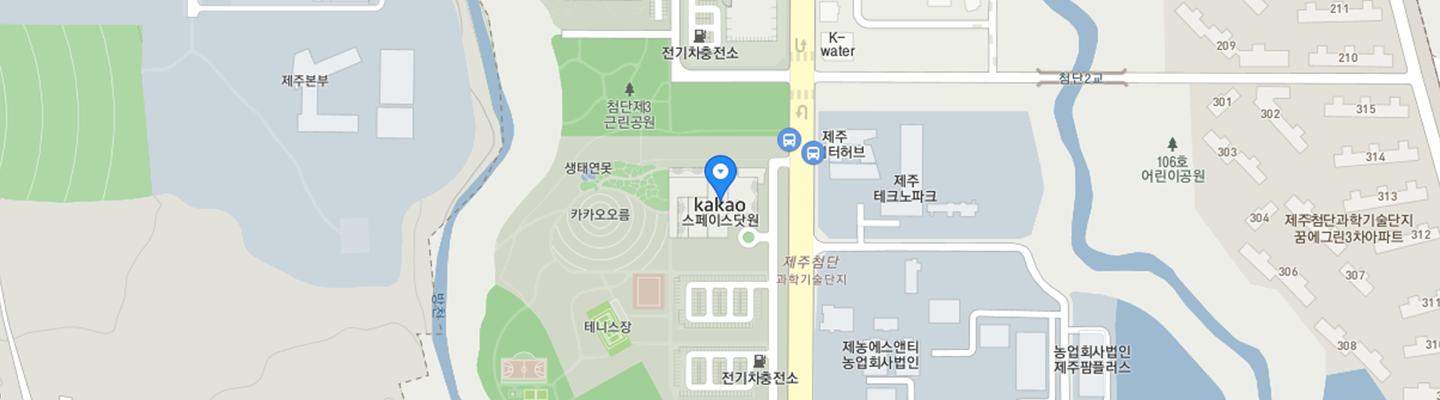 211
K-
water
209
210
전기차충전소
제주본부
첨단2교
301
315
302
첨단제3
근린공원
제주
303
314
106호
어린이공원
생태연못
제주
테크노파크
313
kakao
스페이스닷원
카카오오름
304
제주첨단과학기술단지
꿈에그린3차아파트
312
제주첨단
과학기술단지
306
307
방천
311
테니스장
제농에스앤티
농업회사법인
308
310
농업회사법인
제주팜플러스
전기차충전소